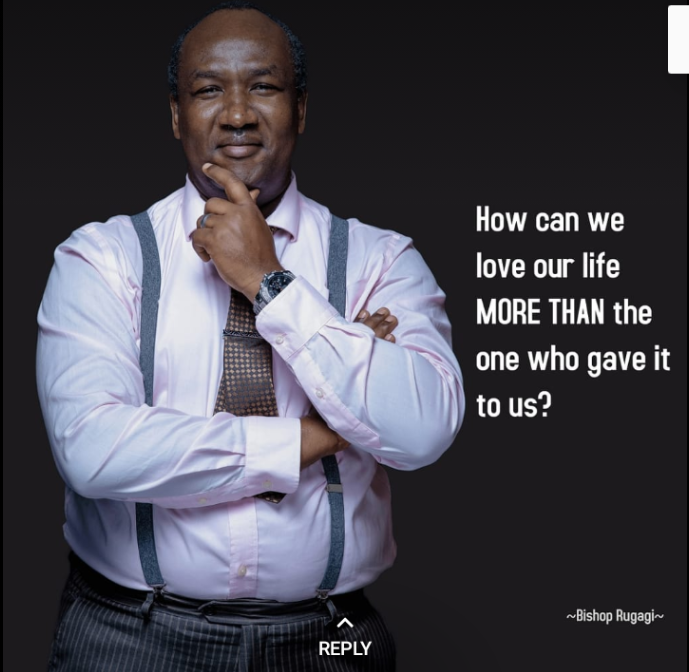 How can we
love our life
MORE THAN the
one who gave it
to us?
~Bishop Rugagi~
REPLY